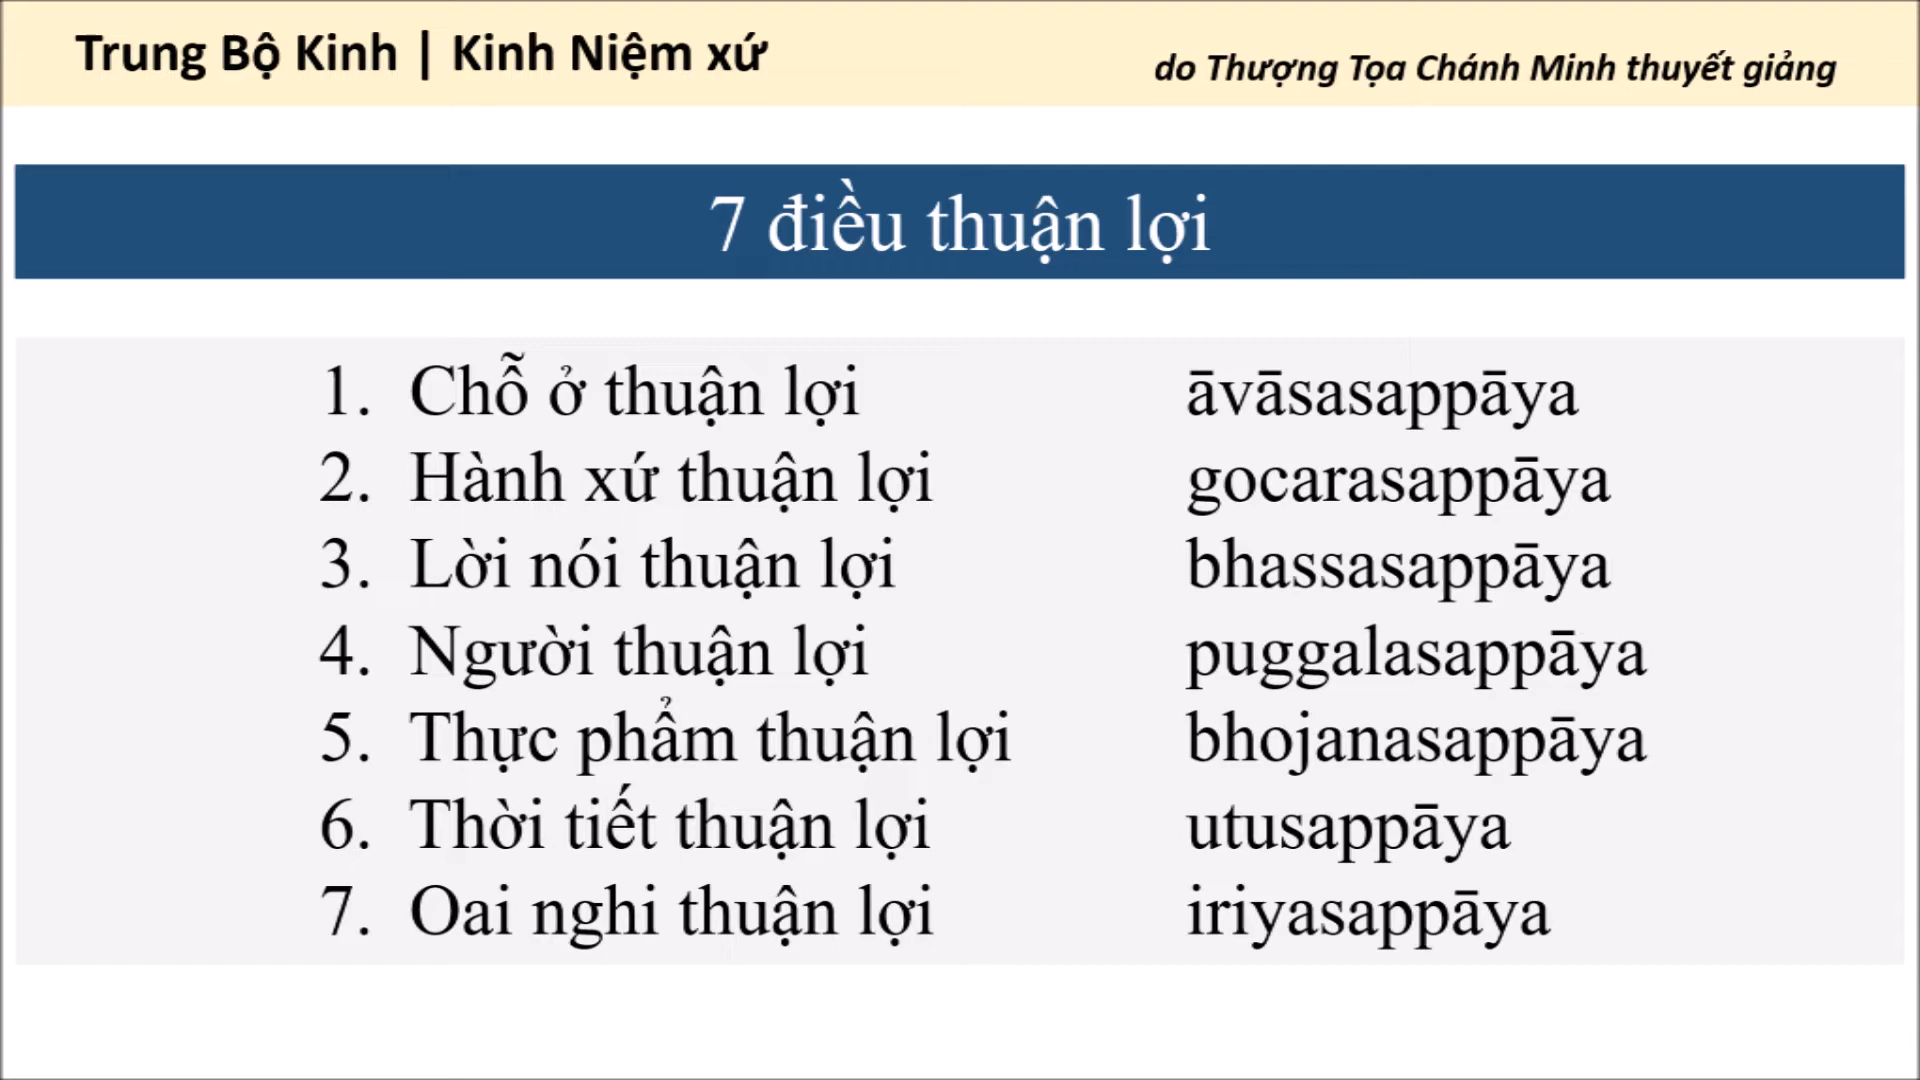 Trung Bộ Kinh | Kinh Niệm xứ
do Thượng Tọa Chánh Minh thuyết giảng
7 điều thuận lợi
1. Chỗ ở thuận lợi āvāsasappāya
2. Hành xứ thuận lợi gocarasappāya
3. Lời nói thuận lợi bhassasappāya
4. Người thuận lợi puggalasappāya
5. Thực phẩm thuận lợi bhojanasappāya
6. Thời tiết thuận lợi utusappāya
7. Oai nghi thuận lợi iriyasappāya